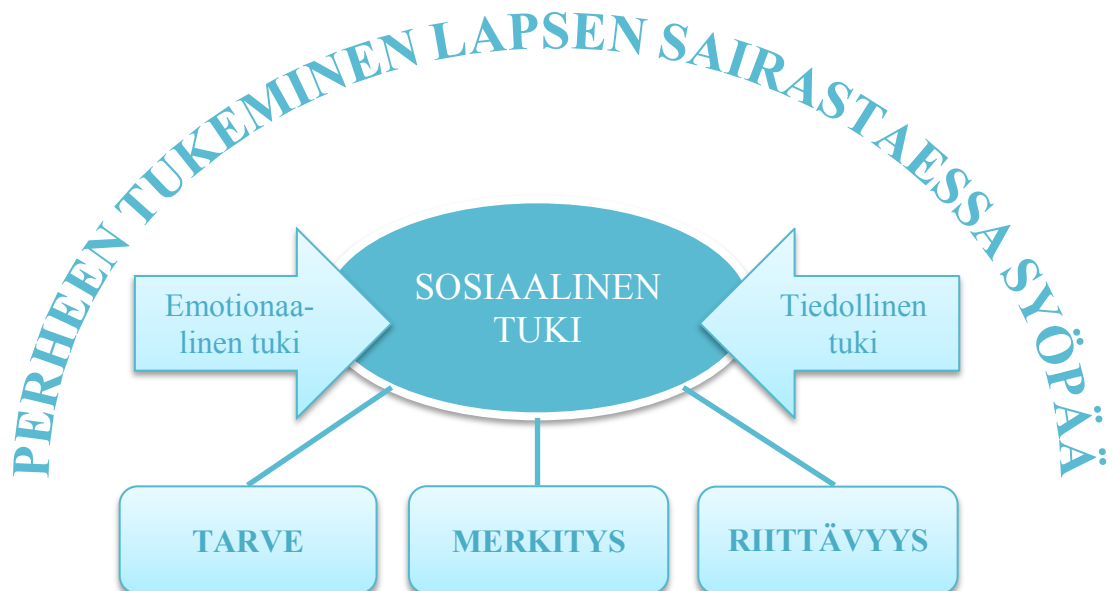 PERHEEN TUKEMINEN LAPSEN SAIRASTAESSA SYÖPÄÄ
SOSIAALINEN
TUKI
Emotionaa-
linen tuki
Tiedollinen
tuki
TARVE
MERKITYS
RIITTÄVYYS